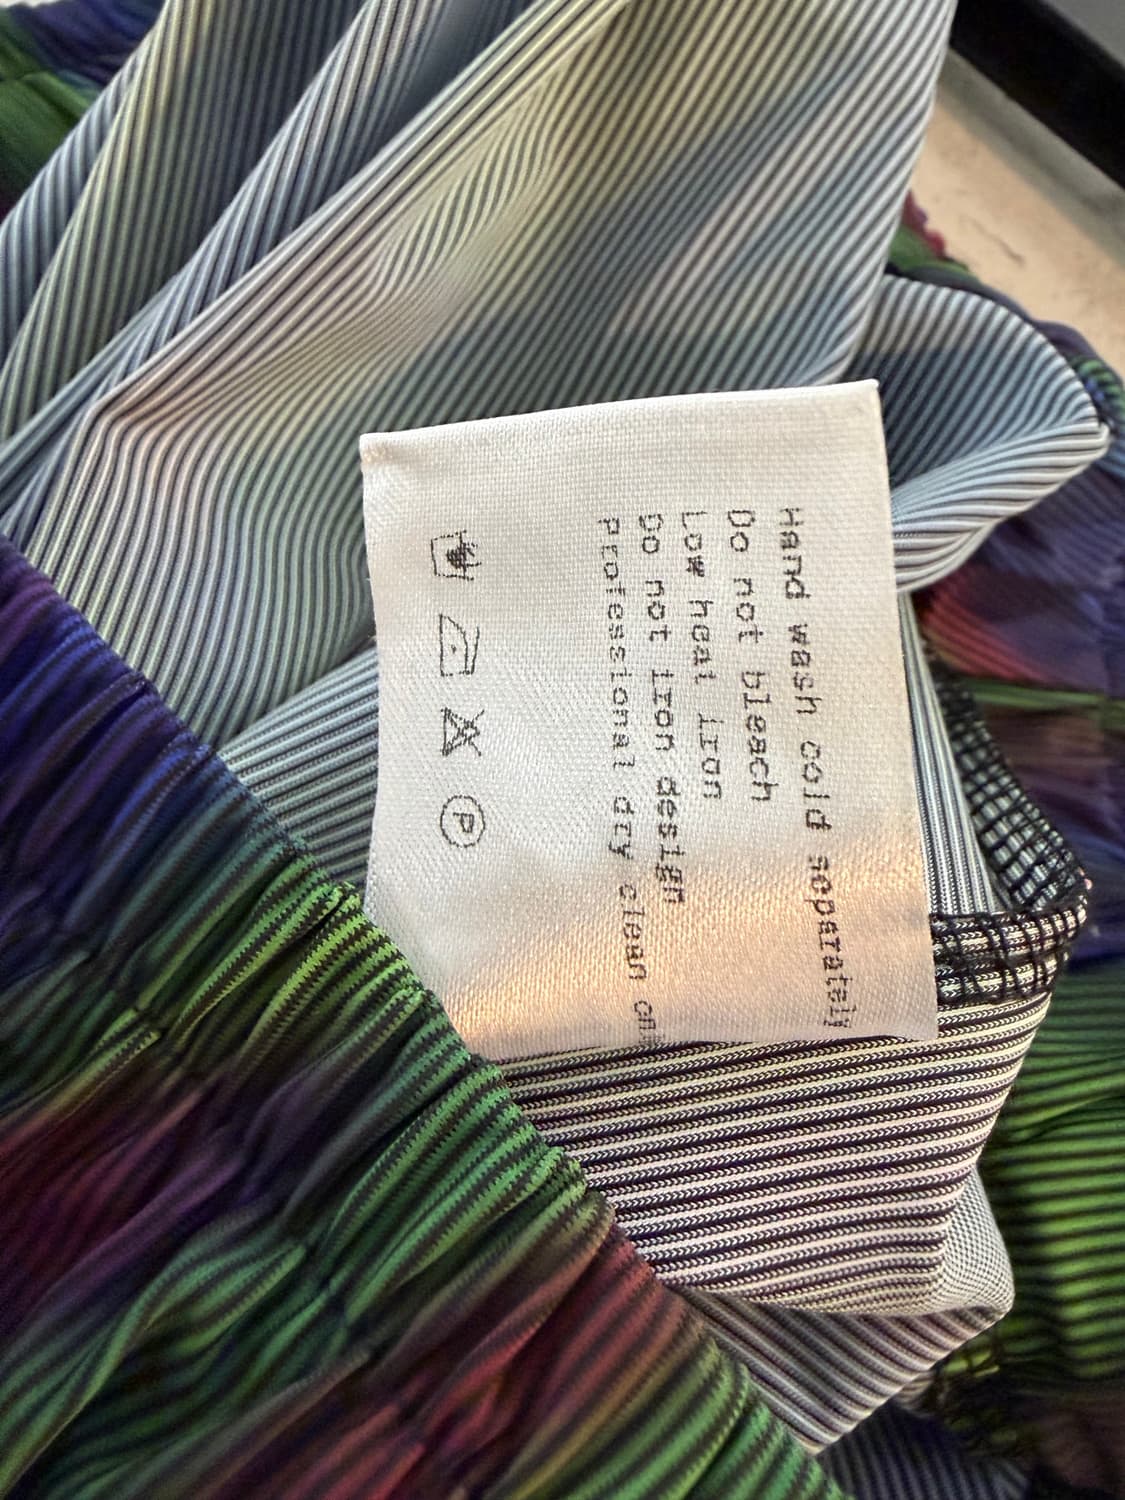 Hand wash cold separately
Do not bleach
Low heat iron
Do not iron design
Professional dry clean
P